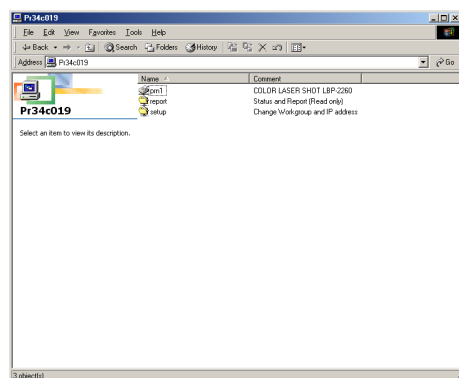 Pr34c019
File Edit View Favorites Tools Help
Back Search Folders History
Address Pr34c019 Go
Name Comment
prn1 COLOR LASER SHOT LBP-2260
report Status and Report (Read only)
setup Change Workgroup and IP address
Pr34c019
Select an item to view its description.
3 object(s)